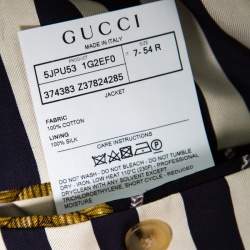 GUCCI
MADE IN ITALY
5JPU53 1G2EF0
7- 54 R
374383 Z37824285
JACKET
FABRIC
100% COTTON
LINING
100% SILK
DO NOT WASH, DO NOT BLEACH, DO NOT TUMBLE
DRY, IRON, LOW HEAT 110°C (230F), PROFESSIONAL
DRYCLEAN WITH ANY SOLVENT EXCEPT
TRICHLOROETHYLENE, SHORT CYCLE, REDUCED
MOISTURE